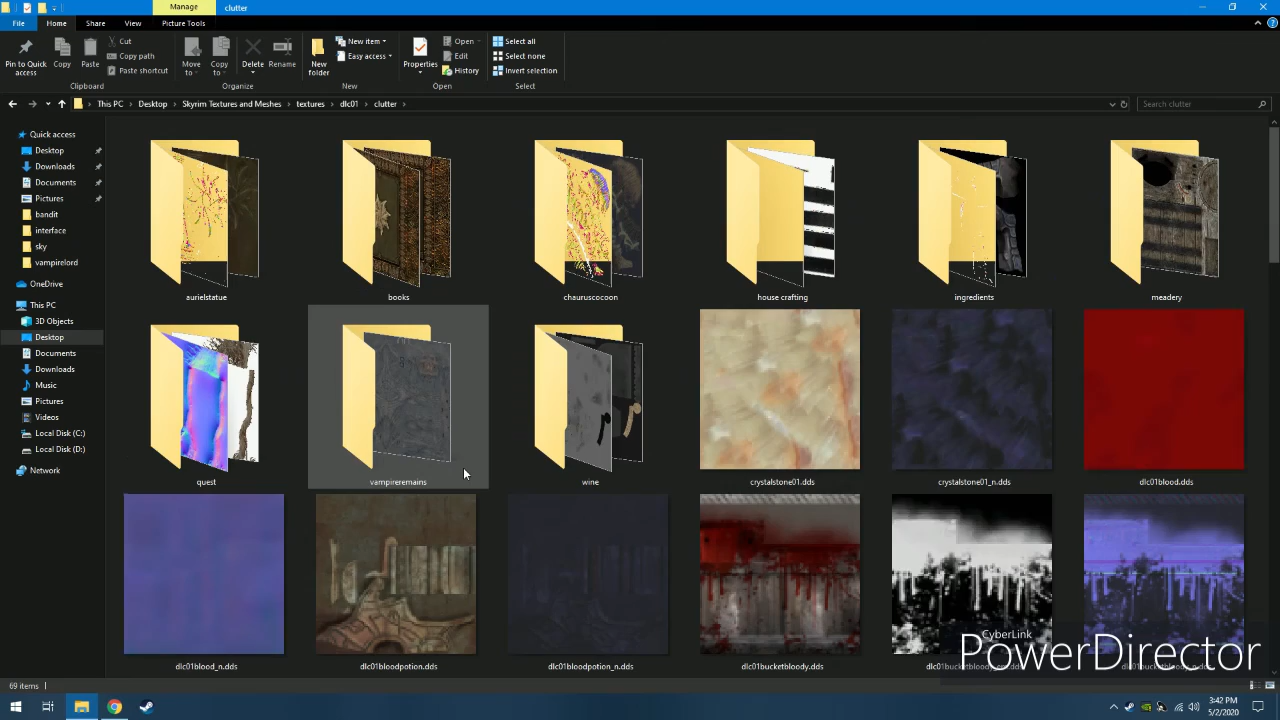 Manage
clutter
File
Home
Share
View
Picture Tools
Pin to Quick
access
Copy
Paste
Cut
Copy path
Paste shortcut
Clipboard
Move
to
Copy
to
Delete
Rename
Organize
New
folder
New item
Easy access
New
Properties
Open
Edit
History
Open
Select all
Select none
Invert selection
Select
This PC › Desktop › Skyrim Textures and Meshes › textures › dlc01 › clutter ›
Search clutter
Quick access
Desktop
Downloads
Documents
Pictures
bandit
interface
sky
vampirelord
OneDrive
This PC
3D Objects
Desktop
Documents
Downloads
Music
Pictures
Videos
Local Disk (C:)
Local Disk (D:)
Network
aurielstatue
books
chauruscocoon
house crafting
ingredients
meadery
quest
vampireremains
wine
crystalstone01.dds
crystalstone01_n.dds
dlc01blood.dds
dlc01blood_n.dds
dlc01bloodpotion.dds
dlc01bloodpotion_n.dds
dlc01bucketbloody.dds
CyberLink
PowerDirector
69 items
3:42 PM
5/2/2020